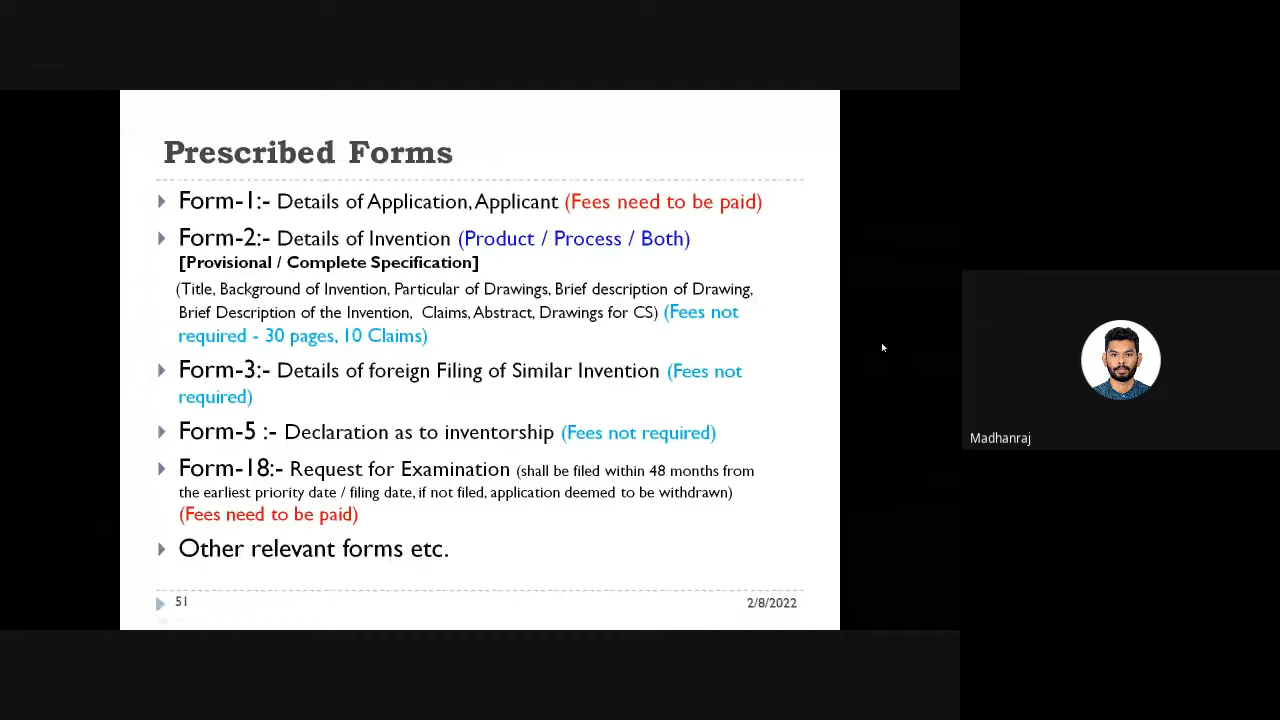 Prescribed Forms
Form-1:- Details of Application, Applicant (Fees need to be paid)
Form-2:- Details of Invention (Product / Process / Both)
[Provisional / Complete Specification]
(Title, Background of Invention, Particular of Drawings, Brief description of Drawing,
Brief Description of the Invention, Claims, Abstract, Drawings for CS) (Fees not
required - 30 pages, 10 Claims)
Form-3:- Details of foreign Filing of Similar Invention (Fees not
required)
Form-5 :- Declaration as to inventorship (Fees not required)
Form-18:- Request for Examination (shall be filed within 48 months from
the earliest priority date / filing date, if not filed, application deemed to be withdrawn)
(Fees need to be paid)
Other relevant forms etc.
51
2/8/2022
Madhanraj